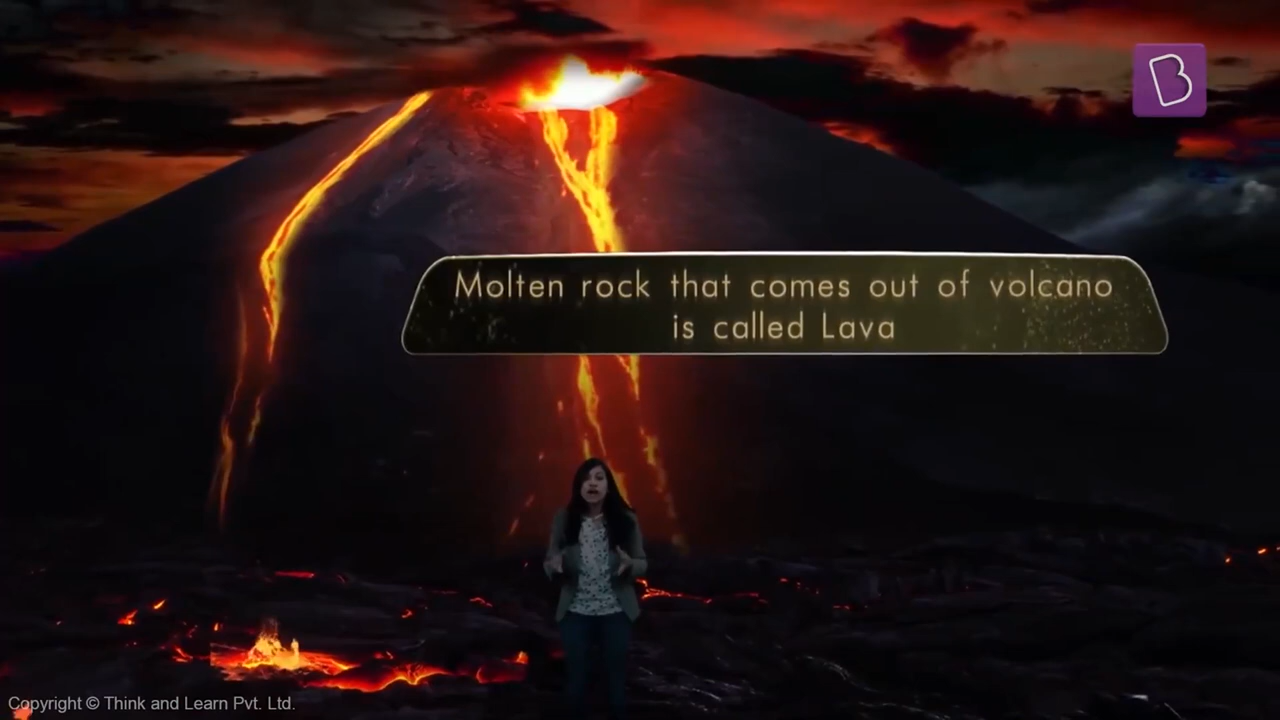 B
Molten rock that comes out of volcano
is called Lava
Copyright © Think and Learn Pvt. Ltd.